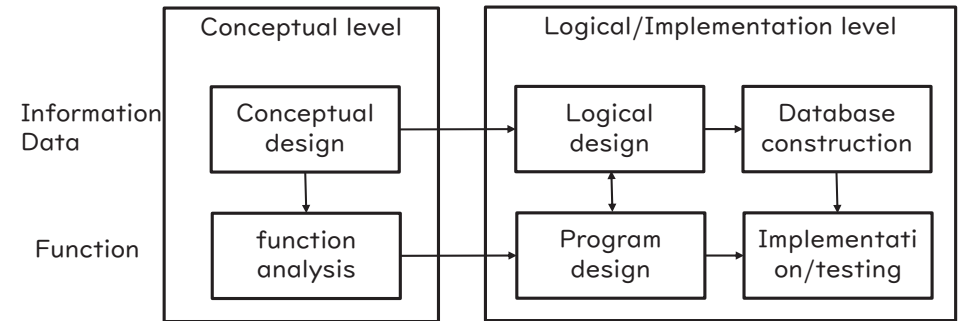 Conceptual level
Logical/Implementation level
Information
Data
Conceptual
design
Logical
design
Database
construction
Function
function
analysis
Program
design
Implementati
on/testing